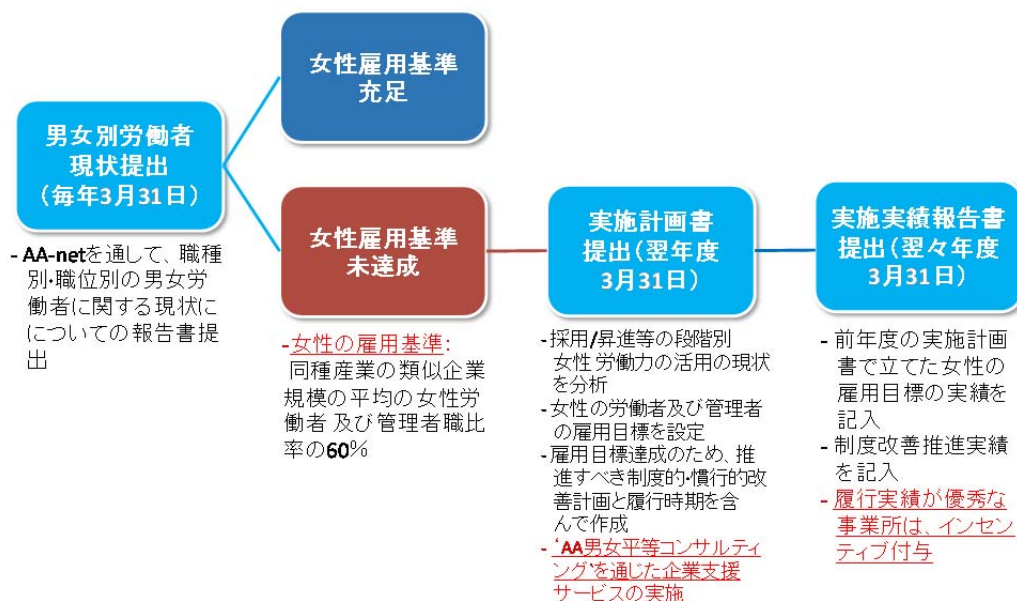 女性雇用基準
充足
男女別労働者
現状提出
（毎年3月31日）
- AA-netを通して、職種
別・職位別の男女労
働者に関する現状に
についての報告書提
出
女性雇用基準
未達成
-女性の雇用基準：
同種産業の類似企業
規模の平均の女性労
働者 及び管理者職比
率の60%
実施計画書
提出（翌年度
3月31日）
-採用/昇進等の段階別
女性 労働力の活用の現状
を分析
-女性の労働者及び管理者
の雇用目標を設定
-雇用目標達成のため、推
進すべき制度的・慣行的改
善計画と履行時期を含
んで作成
- ‘AA男女平等コンサルティ
ング’を通じた企業支援
サービスの実施
実施実績報告書
提出（翌々年度
3月31日）
- 前年度の実施計画
書で立てた女性の
雇用目標の実績を
記入
- 制度改善推進実績
を記入
- 履行実績が優秀な
事業所は、インセン
ティブ付与